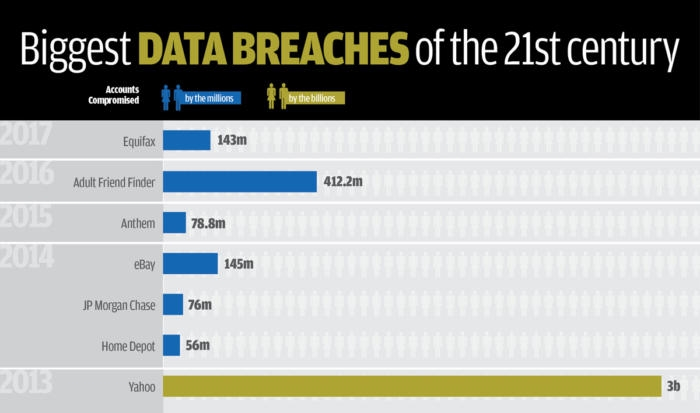 Biggest DATA BREACHES of the 21st century
Accounts
Compromised
by the millions
by the billions
2017
Equifax
143m
2016
Adult Friend Finder
412.2m
2015
Anthem
78.8m
2014
eBay
145m
JP Morgan Chase
76m
Home Depot
56m
2013
Yahoo
3b